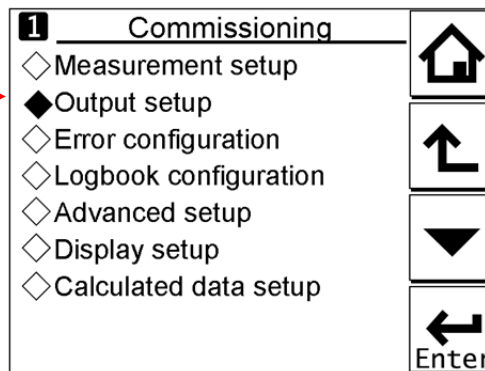 1 Commissioning
Measurement setup
Output setup
Error configuration
Logbook configuration
Advanced setup
Display setup
Calculated data setup
Enter